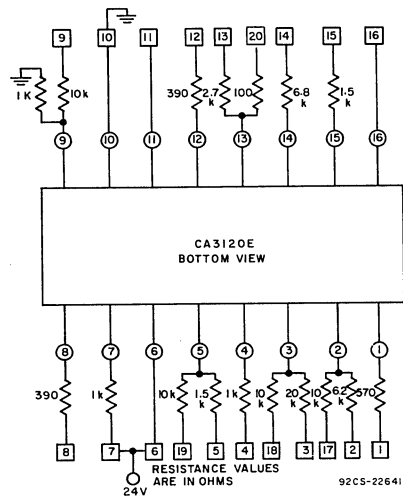 9 10 11 12 13 20 14 15 16
1K 10k 390 2.7 k 100 6.8 k 1.5 k
9 10 11 12 13 14 15 16
CA3120E
BOTTOM VIEW
8 7 6 5 4 3 2 1
390 1k 10k 1.5 k 1k 10 k 20 k 10 k 6.2 k 570
8 7 6 19 5 4 18 3 17 2 1
24V
RESISTANCE VALUES
ARE IN OHMS
92CS-22641